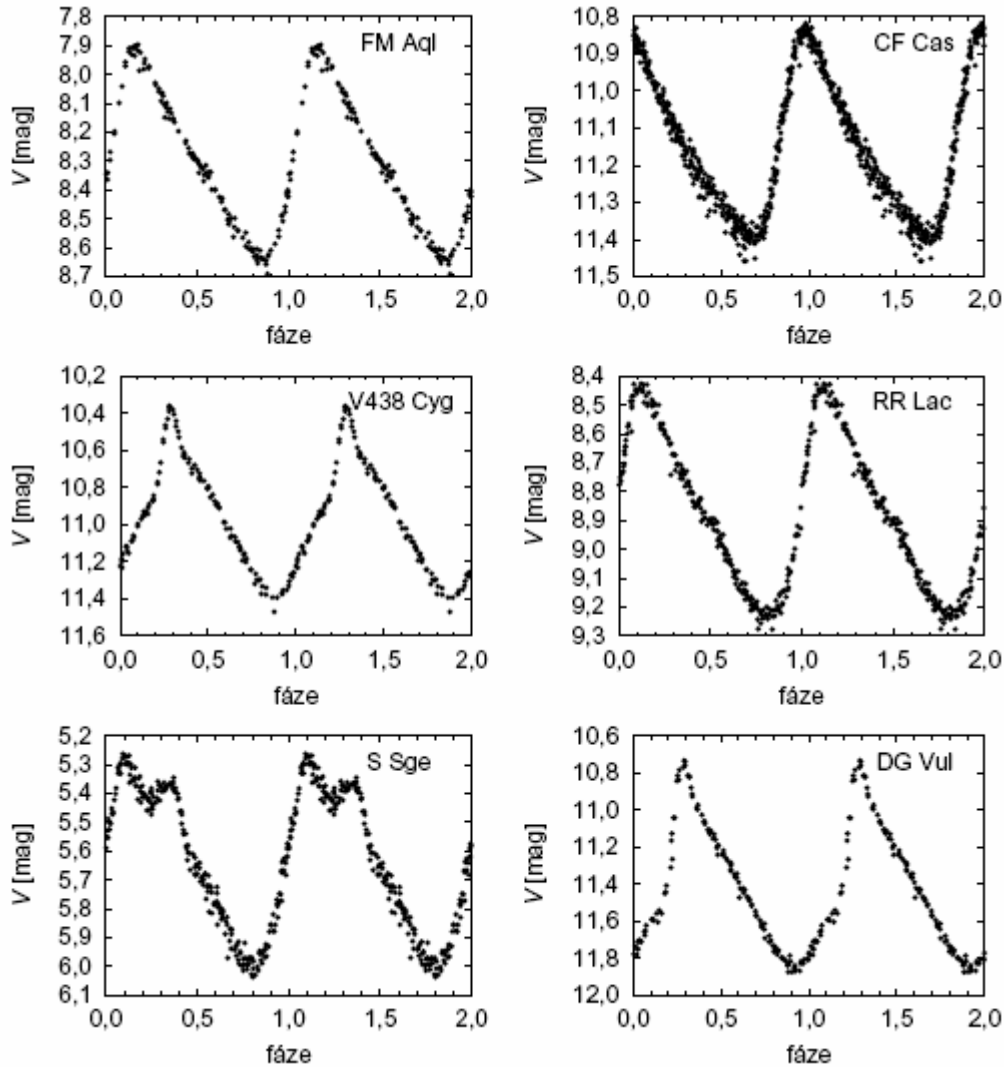 FM Aql
V [mag]
7,8
7,9
8,0
8,1
8,2
8,3
8,4
8,5
8,6
8,7
0,0 0,5 1,0 1,5 2,0
fáze
CF Cas
V [mag]
10,8
10,9
11,0
11,1
11,2
11,3
11,4
11,5
0,0 0,5 1,0 1,5 2,0
fáze
V438 Cyg
V [mag]
10,2
10,4
10,6
10,8
11,0
11,2
11,4
11,6
0,0 0,5 1,0 1,5 2,0
fáze
RR Lac
V [mag]
8,4
8,5
8,6
8,7
8,8
8,9
9,0
9,1
9,2
9,3
0,0 0,5 1,0 1,5 2,0
fáze
S Sge
V [mag]
5,2
5,3
5,4
5,5
5,6
5,7
5,8
5,9
6,0
6,1
0,0 0,5 1,0 1,5 2,0
fáze
DG Vul
V [mag]
10,6
10,8
11,0
11,2
11,4
11,6
11,8
12,0
0,0 0,5 1,0 1,5 2,0
fáze